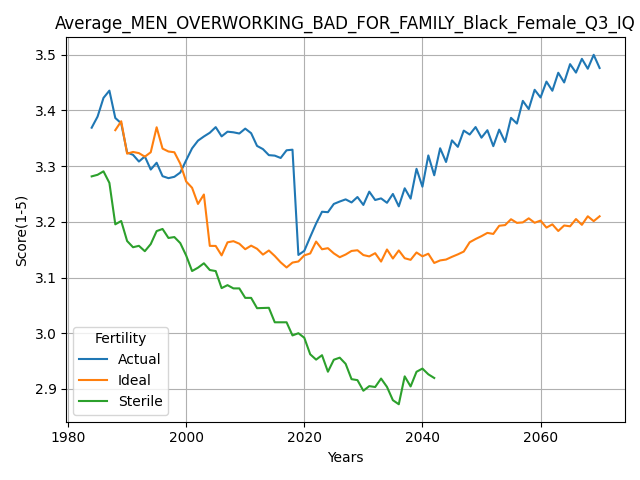 Average_MEN_OVERWORKING_BAD_FOR_FAMILY_Black_Female_Q3_IQ
3.5
3.4
3.3
3.2
3.1
3.0
2.9
Score(1-5)
Fertility
Actual
Ideal
Sterile
1980
2000
2020
2040
2060
Years